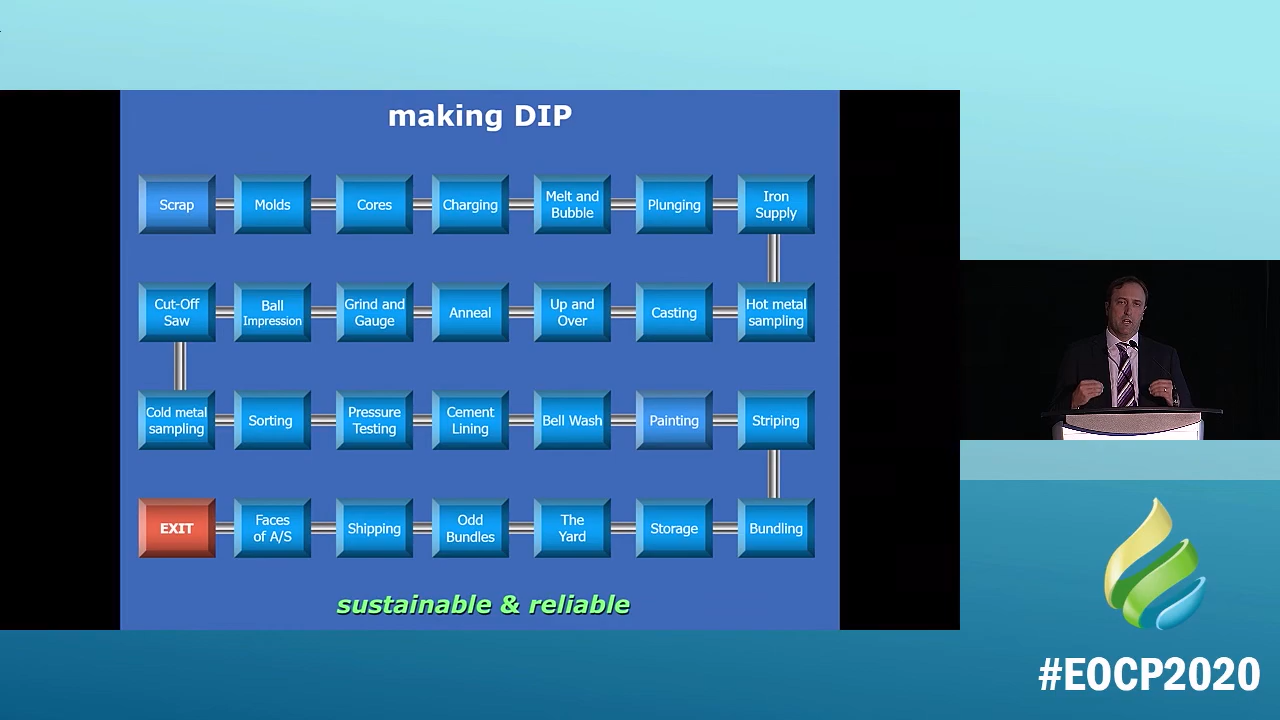 making DIP
Scrap
Molds
Cores
Charging
Melt and
Bubble
Plunging
Iron
Supply
Cut-Off
Saw
Ball
Impression
Grind and
Gauge
Anneal
Up and
Over
Casting
Hot metal
sampling
Cold metal
sampling
Sorting
Pressure
Testing
Cement
Lining
Bell Wash
Painting
Striping
EXIT
Faces
of A/S
Shipping
Odd
Bundles
The
Yard
Storage
Bundling
sustainable & reliable
#EOCP2020